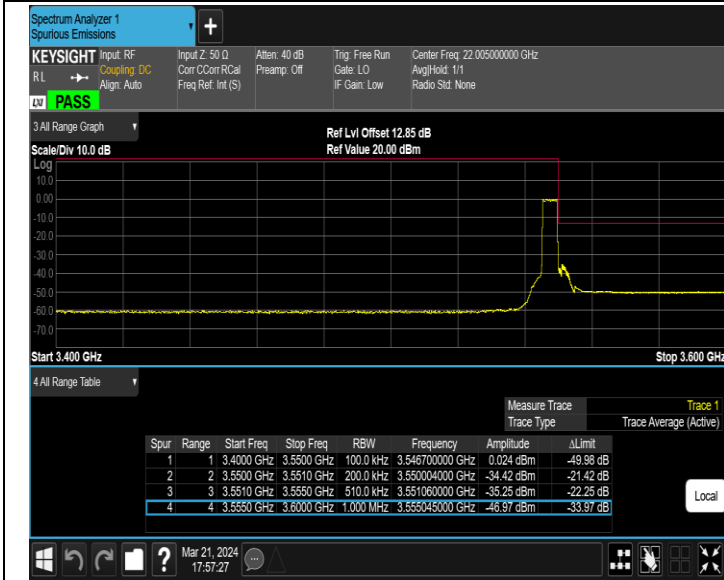 Spectrum Analyzer 1
Spurious Emissions
+
KEYSIGHT Input: RF Input Z: 50 Ω Atten: 40 dB Trig: Free Run Center Freq: 22.005000000 GHz
RL Coupling: DC Corr CCorr RCal Preamp: Off Gate: LO Avg|Hold: 1/1
Align: Auto Freq Ref: Int (S) IF Gain: Low Radio Std: None
LXI PASS
3 All Range Graph
Ref Lvl Offset 12.85 dB
Scale/Div 10.0 dB Ref Value 20.00 dBm
Log
10.0
0.00
-10.0
-20.0
-30.0
-40.0
-50.0
-60.0
-70.0
Start 3.400 GHz Stop 3.600 GHz
4 All Range Table
Measure Trace Trace 1
Trace Type Trace Average (Active)
Spur Range Start Freq Stop Freq RBW Frequency Amplitude ΔLimit
1 1 3.4000 GHz 3.5500 GHz 100.0 kHz 3.546700000 GHz 0.024 dBm -49.98 dB
2 2 3.5500 GHz 3.5510 GHz 200.0 kHz 3.550004000 GHz -34.42 dBm -21.42 dB
3 3 3.5510 GHz 3.5550 GHz 510.0 kHz 3.551060000 GHz -35.25 dBm -22.25 dB
4 4 3.5550 GHz 3.6000 GHz 1.000 MHz 3.555045000 GHz -46.97 dBm -33.97 dB
Local
? Mar 21, 2024
17:57:27